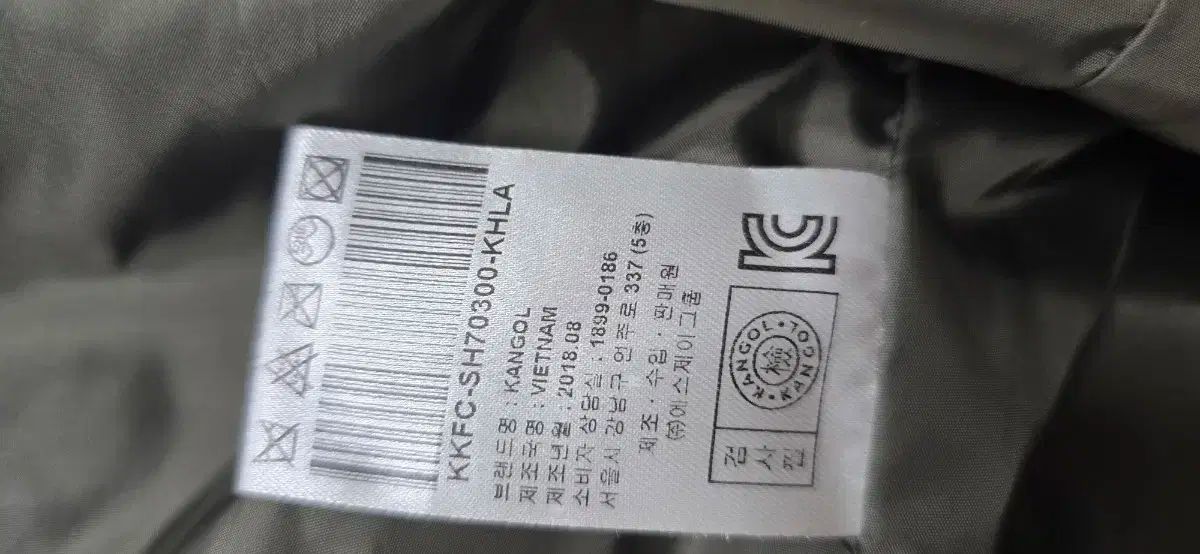 KKFC-SH70300-KHLA
브랜드명 : KANGOL
제조국명 : VIETNAM
제조년월 : 2018.08
소비자 상담실 : 1899-0186
서울시 강남구 언주로 337 (5층)
제조 · 수입 · 판매원
(주)에스제이그룹
검사필
KANGOL • KANGOL •
檢
KC